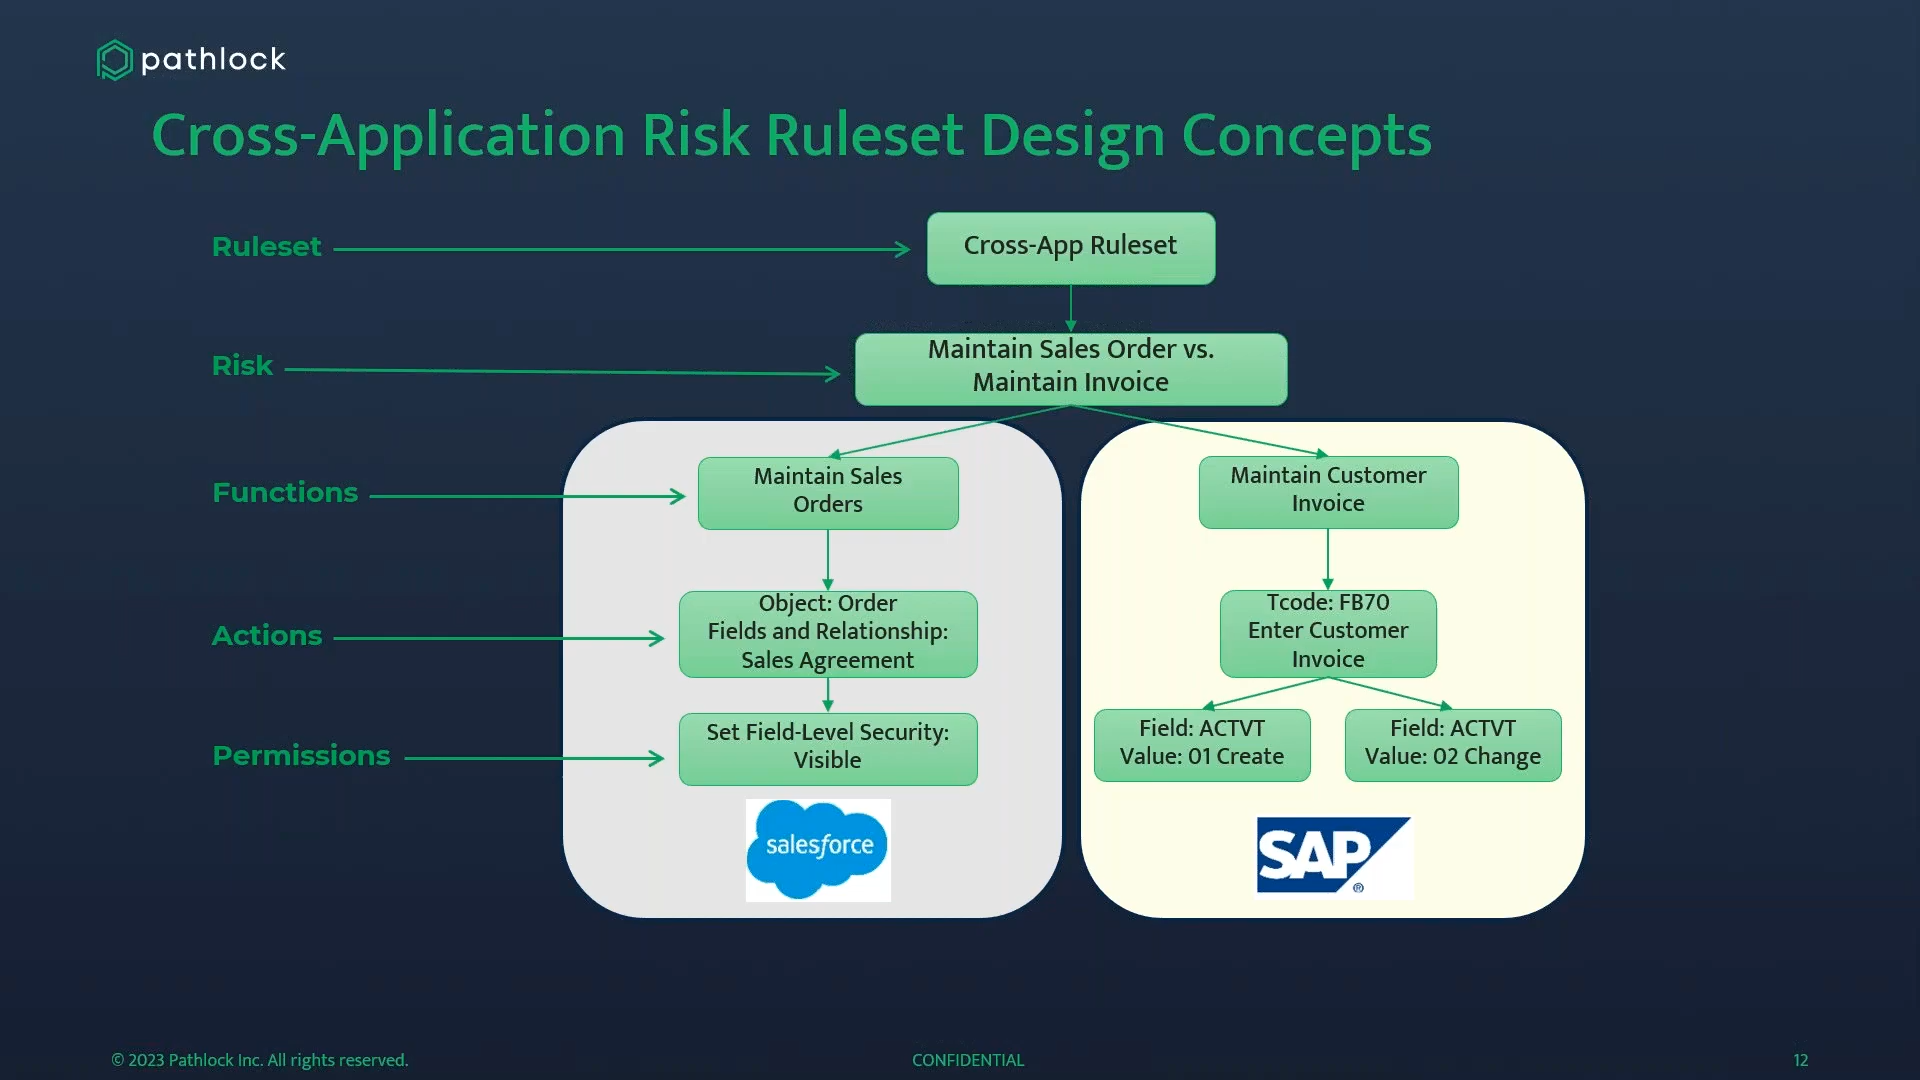 pathlock
Cross-Application Risk Ruleset Design Concepts
Ruleset
Cross-App Ruleset
Risk
Maintain Sales Order vs.
Maintain Invoice
Functions
Maintain Sales
Orders
Maintain Customer
Invoice
Actions
Object: Order
Fields and Relationship:
Sales Agreement
Tcode: FB70
Enter Customer
Invoice
Permissions
Set Field-Level Security:
Visible
Field: ACTVT
Value: 01 Create
Field: ACTVT
Value: 02 Change
salesforce
SAP®
© 2023 Pathlock Inc. All rights reserved.
CONFIDENTIAL
12